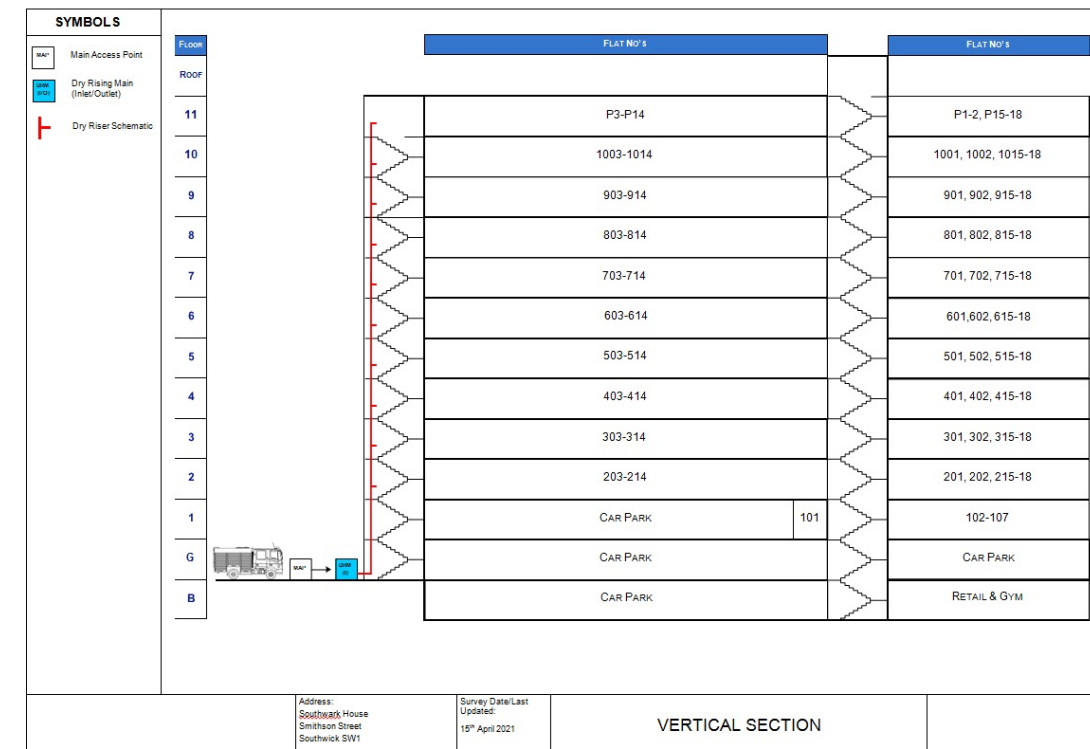 SYMBOLS
MAP
Main Access Point
DRM (I/O)
Dry Rising Main
(Inlet/Outlet)
Dry Riser Schematic
FLOOR FLAT NO'S FLAT NO'S
ROOF
11 P3-P14 P1-2, P15-18
10 1003-1014 1001, 1002, 1015-18
9 903-914 901, 902, 915-18
8 803-814 801, 802, 815-18
7 703-714 701, 702, 715-18
6 603-614 601,602, 615-18
5 503-514 501, 502, 515-18
4 403-414 401, 402, 415-18
3 303-314 301, 302, 315-18
2 203-214 201, 202, 215-18
1 CAR PARK 101 102-107
G CAR PARK CAR PARK
B CAR PARK RETAIL & GYM
Address:
Southwark House
Smithson Street
Southwick SW1
Survey Date/Last
Updated:
15th April 2021
VERTICAL SECTION